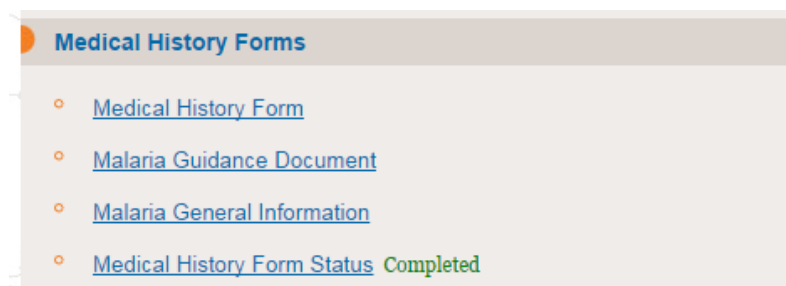 Medical History Forms
Medical History Form
Malaria Guidance Document
Malaria General Information
Medical History Form Status Completed